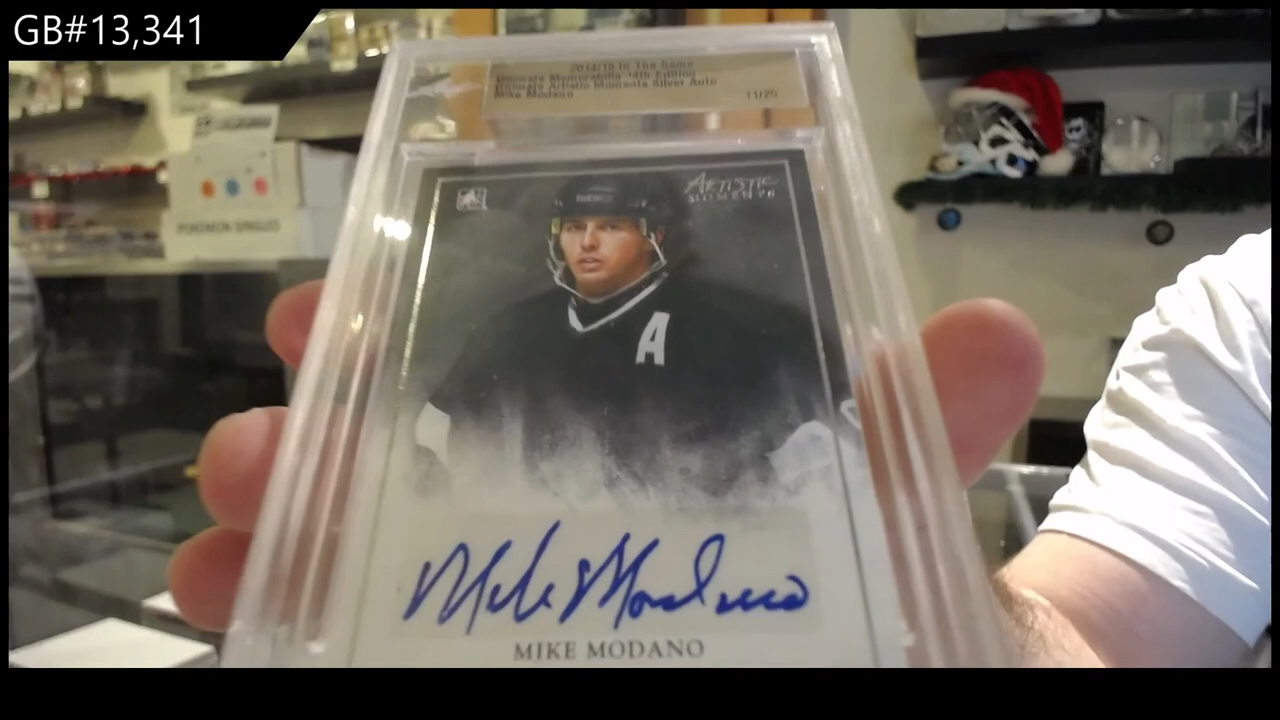 GB#13,341
2014/15 In The Game
Ultimate Memorabilia 14th Edition
Ultimate Artistic Moments Silver Auto
Mike Modano 11/25
ARTISTIC
MOMENTS
A
Mike Modano
MIKE MODANO
POKEMON SINGLES